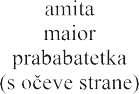 amita
maior
prababatetka
(s očeve strane)